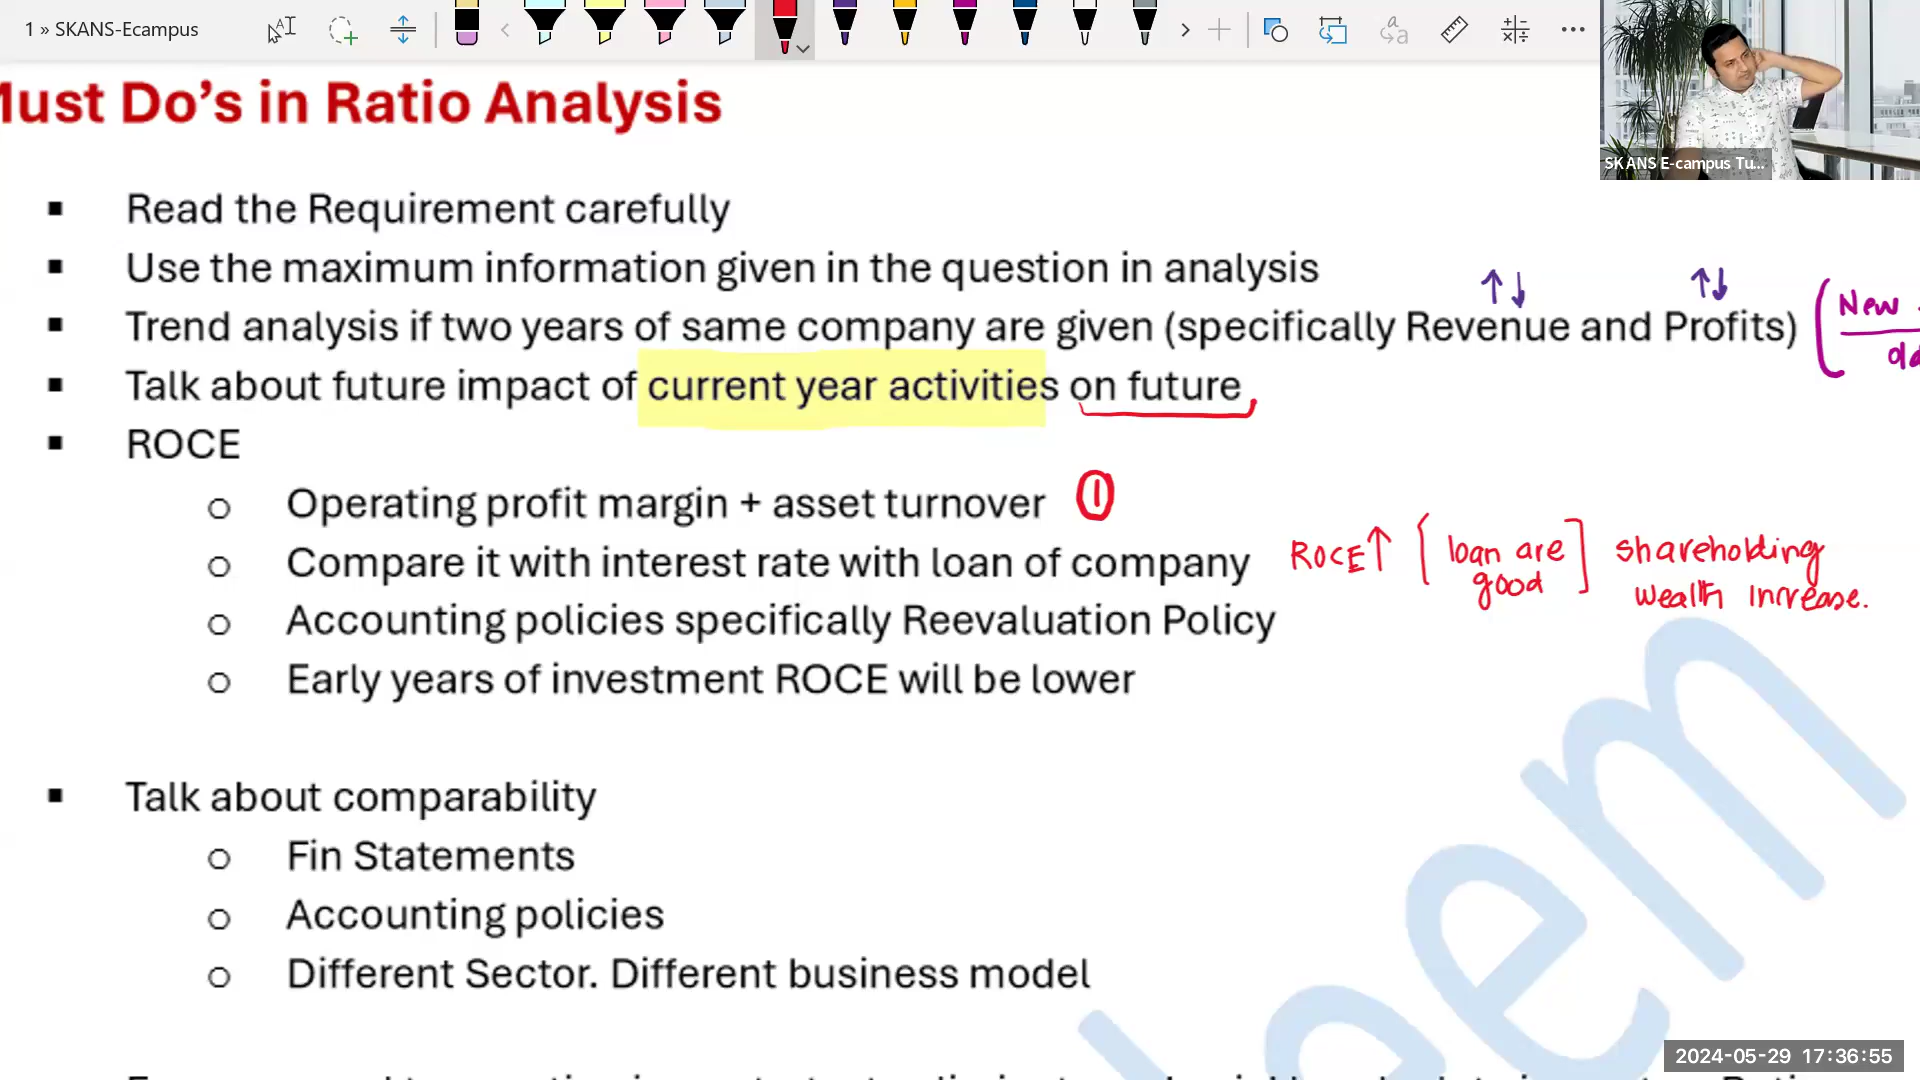 1 » SKANS-Ecampus
SKANS E-campus Tu...
Must Do's in Ratio Analysis
Read the Requirement carefully
Use the maximum information given in the question in analysis
Trend analysis if two years of same company are given (specifically Revenue and Profits) (New
Talk about future impact of current year activities on future
ROCE
Operating profit margin + asset turnover ①
Compare it with interest rate with loan of company
ROCE↑ [loan are good] shareholding
wealth increase.
Accounting policies specifically Reevaluation Policy
Early years of investment ROCE will be lower
Talk about comparability
Fin Statements
Accounting policies
Different Sector. Different business model
2024-05-29 17:36:55